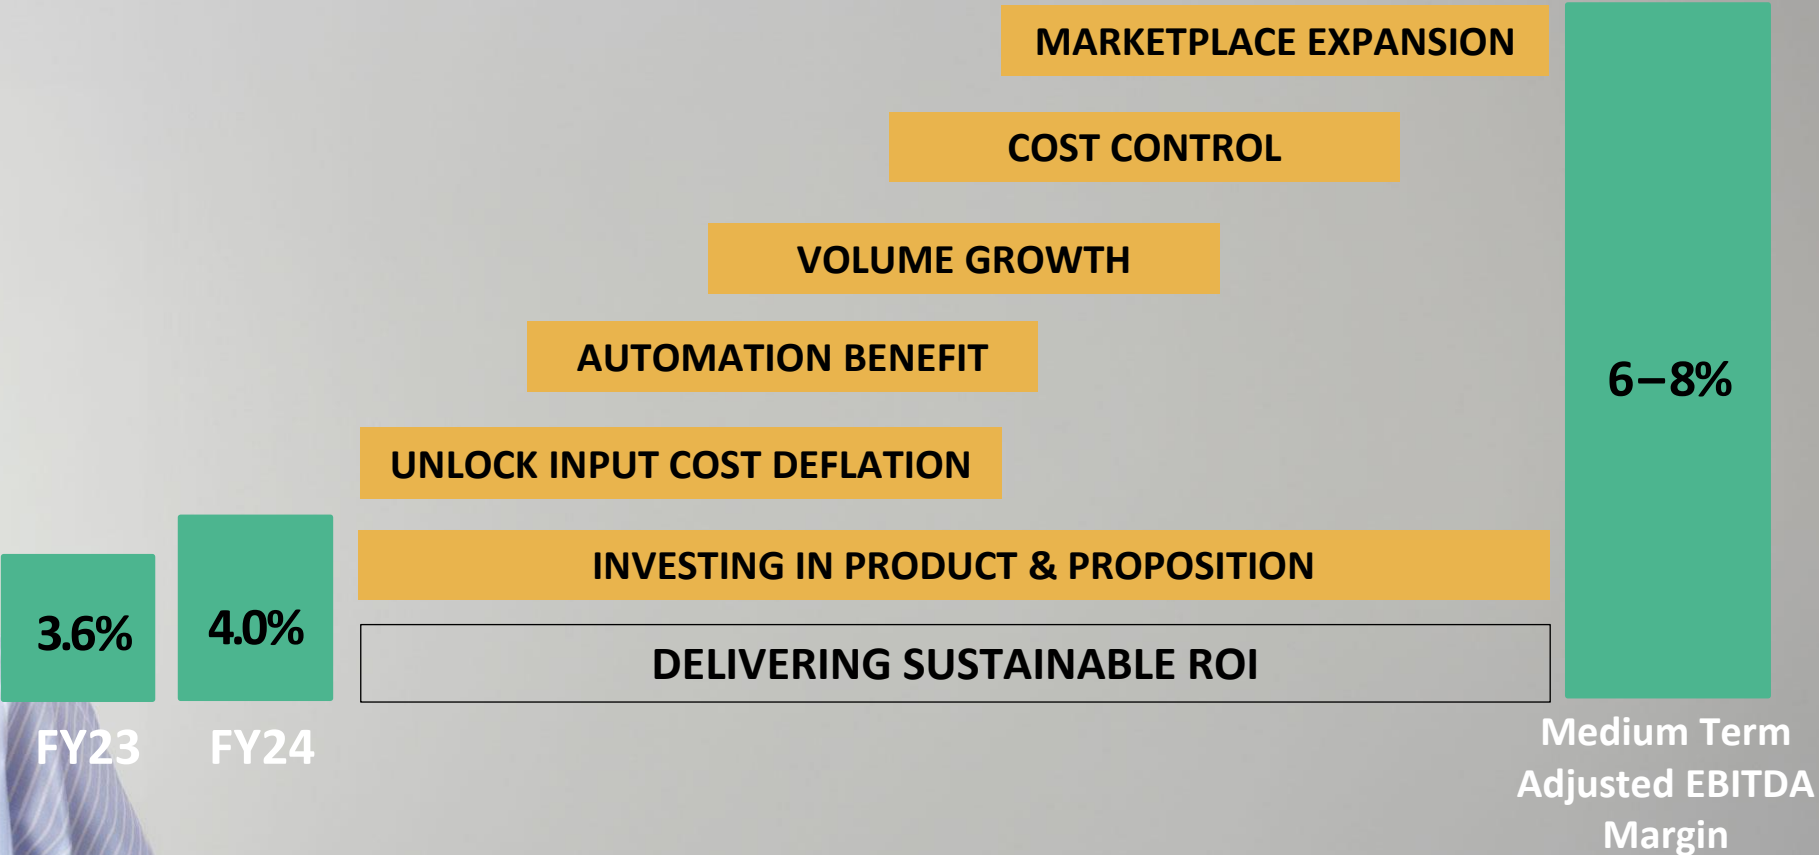 MARKETPLACE EXPANSION
COST CONTROL
VOLUME GROWTH
AUTOMATION BENEFIT
UNLOCK INPUT COST DEFLATION
INVESTING IN PRODUCT & PROPOSITION
DELIVERING SUSTAINABLE ROI
3.6%
4.0%
6–8%
FY23
FY24
Medium Term
Adjusted EBITDA
Margin